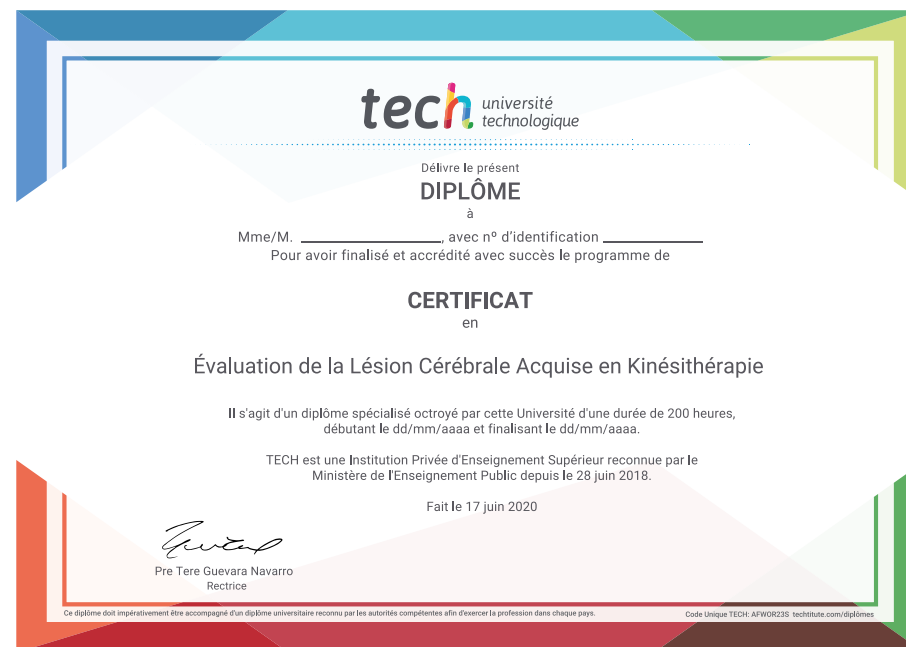 tech université
technologique
Délivre le présent
DIPLÔME
à
Mme/M. ____________________, avec nº d'identification ______________
Pour avoir finalisé et accrédité avec succès le programme de
CERTIFICAT
en
Évaluation de la Lésion Cérébrale Acquise en Kinésithérapie
Il s'agit d'un diplôme spécialisé octroyé par cette Université d'une durée de 200 heures,
débutant le dd/mm/aaaa et finalisant le dd/mm/aaaa.
TECH est une Institution Privée d'Enseignement Supérieur reconnue par le
Ministère de l'Enseignement Public depuis le 28 juin 2018.
Fait le 17 juin 2020
Pre Tere Guevara Navarro
Rectrice
Ce diplôme doit impérativement être accompagné d'un diplôme universitaire reconnu par les autorités compétentes afin d'exercer la profession dans chaque pays.
Code Unique TECH: AFWOR23S techtitute.com/diplômes